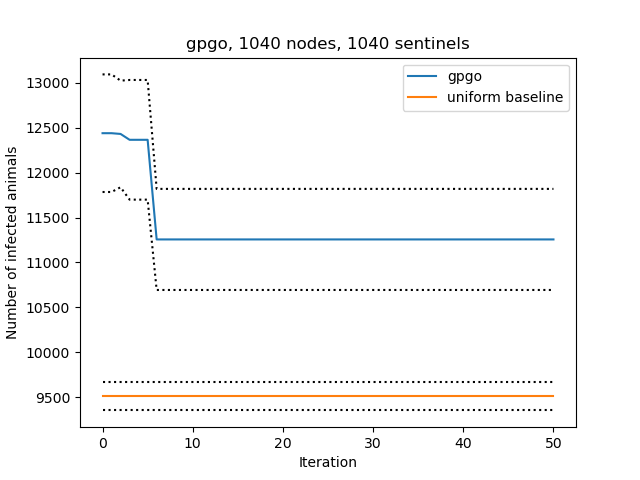 gpgo, 1040 nodes, 1040 sentinels
gpgo
uniform baseline
Number of infected animals
13000
12500
12000
11500
11000
10500
10000
9500
0
10
20
30
40
50
Iteration